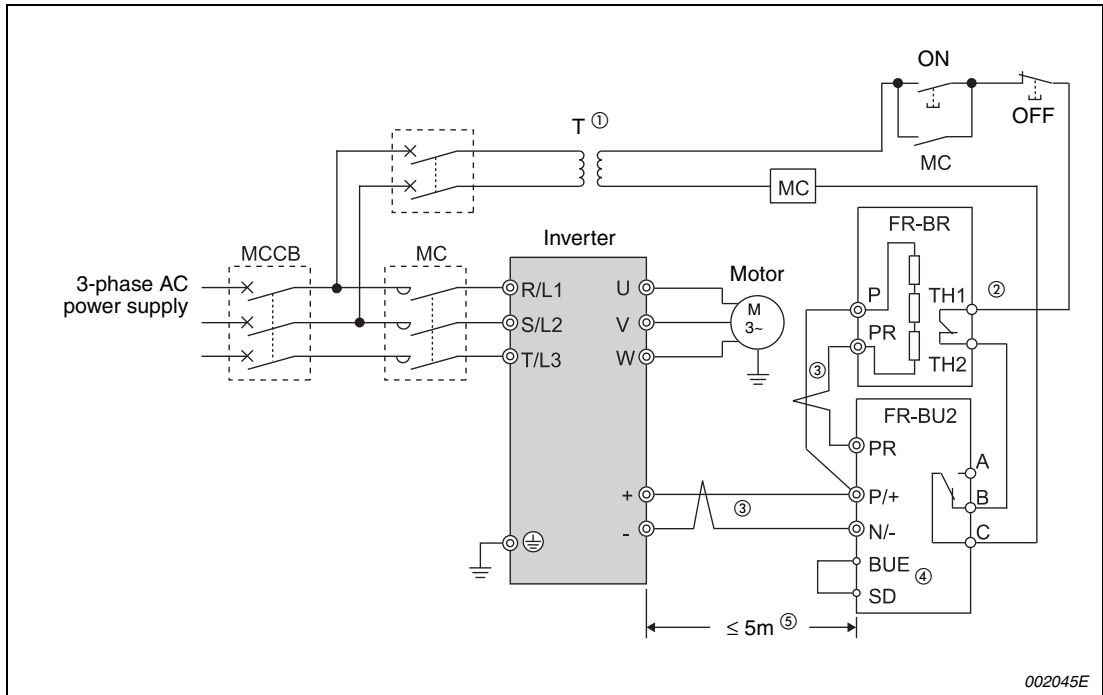 ON
OFF
T ①
MC
MC
FR-BR
MCCB
MC
Inverter
Motor
3-phase AC
power supply
R/L1
S/L2
T/L3
U
V
W
M
3~
P
PR
TH1
②
TH2
③
FR-BU2
PR
A
P/+
B
N/-
C
+
-
③
BUE
④
SD
≤ 5m ⑤
002045E